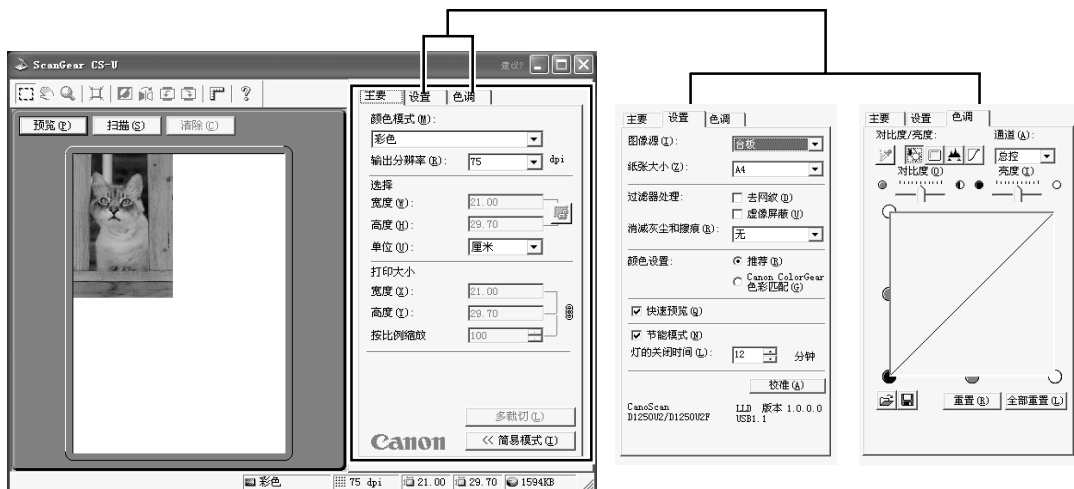 ScanGear CS-U
建议?
预览(P) 扫描(S) 清除(C)
主要 设置 色调
颜色模式(M):
彩色
输出分辨率(R): 75 dpi
选择
宽度(W): 21.00
高度(H): 29.70
单位(U): 厘米
打印大小
宽度(X): 21.00
高度(Y): 29.70
按比例缩放 100
多裁切(L)
Canon << 简易模式(I)
彩色 75 dpi 21.00 29.70 1594KB
主要 设置 色调
图像源(I): 台板
纸张大小(Z): A4
过滤器处理: 去网纹(D)
虚像屏蔽(U)
消减灰尘和擦痕(R):
无
颜色设置: 推荐(R)
Canon ColorGear
色彩匹配(G)
快速预览(Q)
节能模式(N)
灯的关闭时间(L): 12 分钟
校准(A)
CanoScan LLD 版本 1.0.0.0
D1250U2/D1250U2F USB1.1
主要 设置 色调
对比度/亮度: 通道(A):
总控
对比度(O) 亮度(I)
重置(R) 全部重置(L)